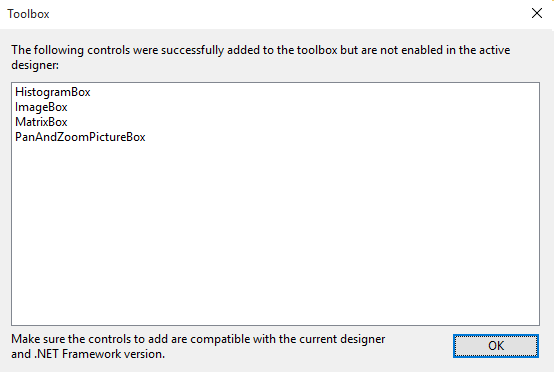 Toolbox
The following controls were successfully added to the toolbox but are not enabled in the active
designer:
HistogramBox
ImageBox
MatrixBox
PanAndZoomPictureBox
Make sure the controls to add are compatible with the current designer
and .NET Framework version.
OK